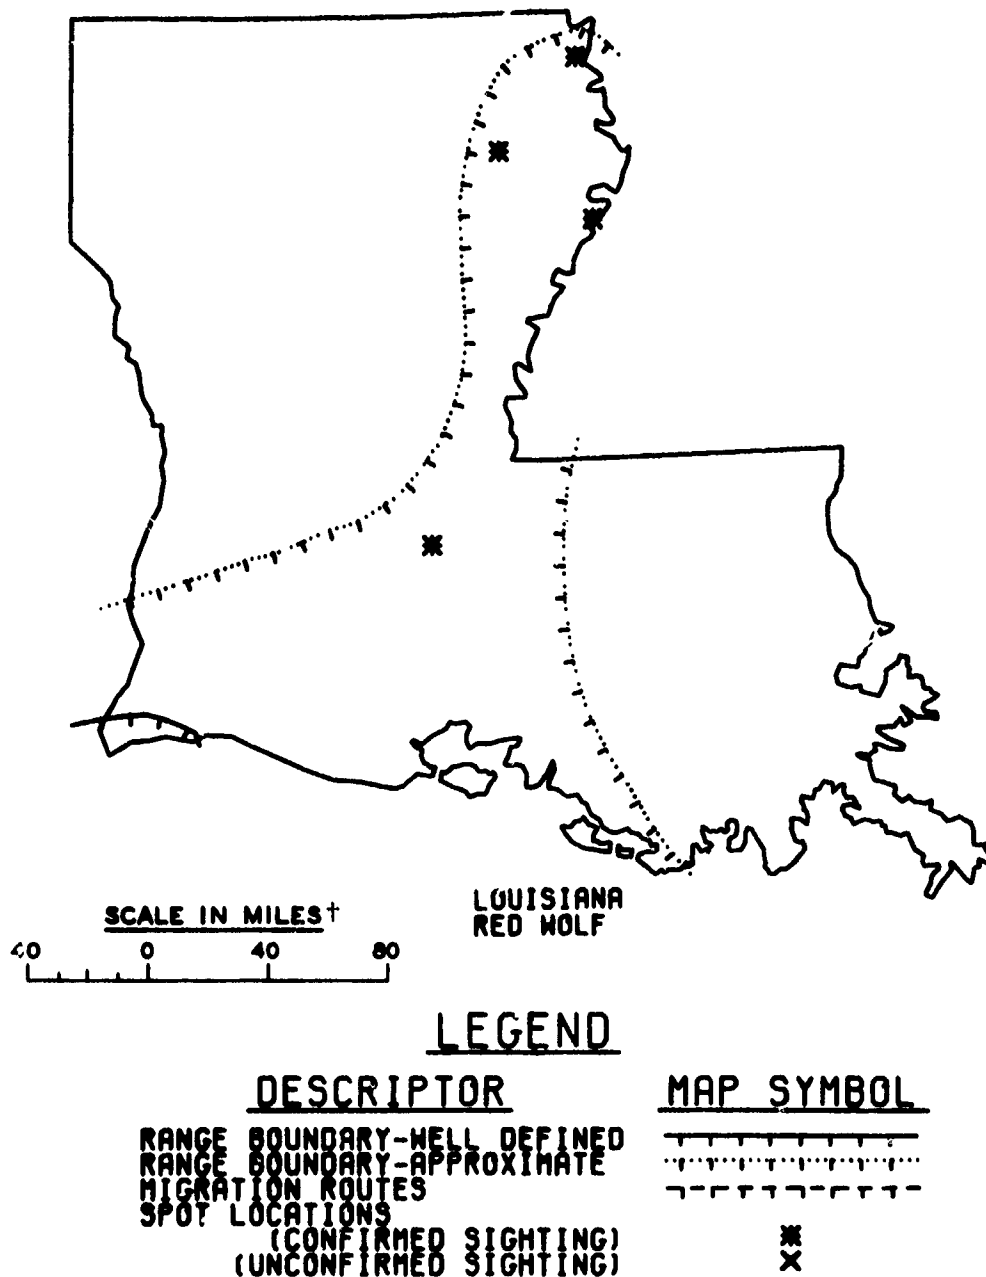 LOUISIANA
RED WOLF
SCALE IN MILES†
40 0 40 80
LEGEND
DESCRIPTOR MAP SYMBOL
RANGE BOUNDARY-WELL DEFINED
RANGE BOUNDARY-APPROXIMATE
MIGRATION ROUTES
SPOT LOCATIONS
(CONFIRMED SIGHTING)
(UNCONFIRMED SIGHTING)